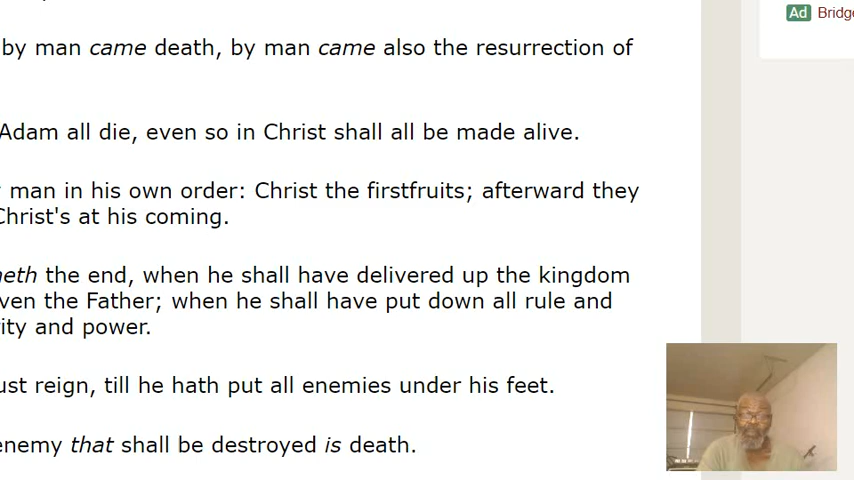 by man came death, by man came also the resurrection of
Adam all die, even so in Christ shall all be made alive.
man in his own order: Christ the firstfruits; afterward they
Christ's at his coming.
eth the end, when he shall have delivered up the kingdom
ven the Father; when he shall have put down all rule and
ity and power.
ust reign, till he hath put all enemies under his feet.
enemy that shall be destroyed is death.
Ad Bridg